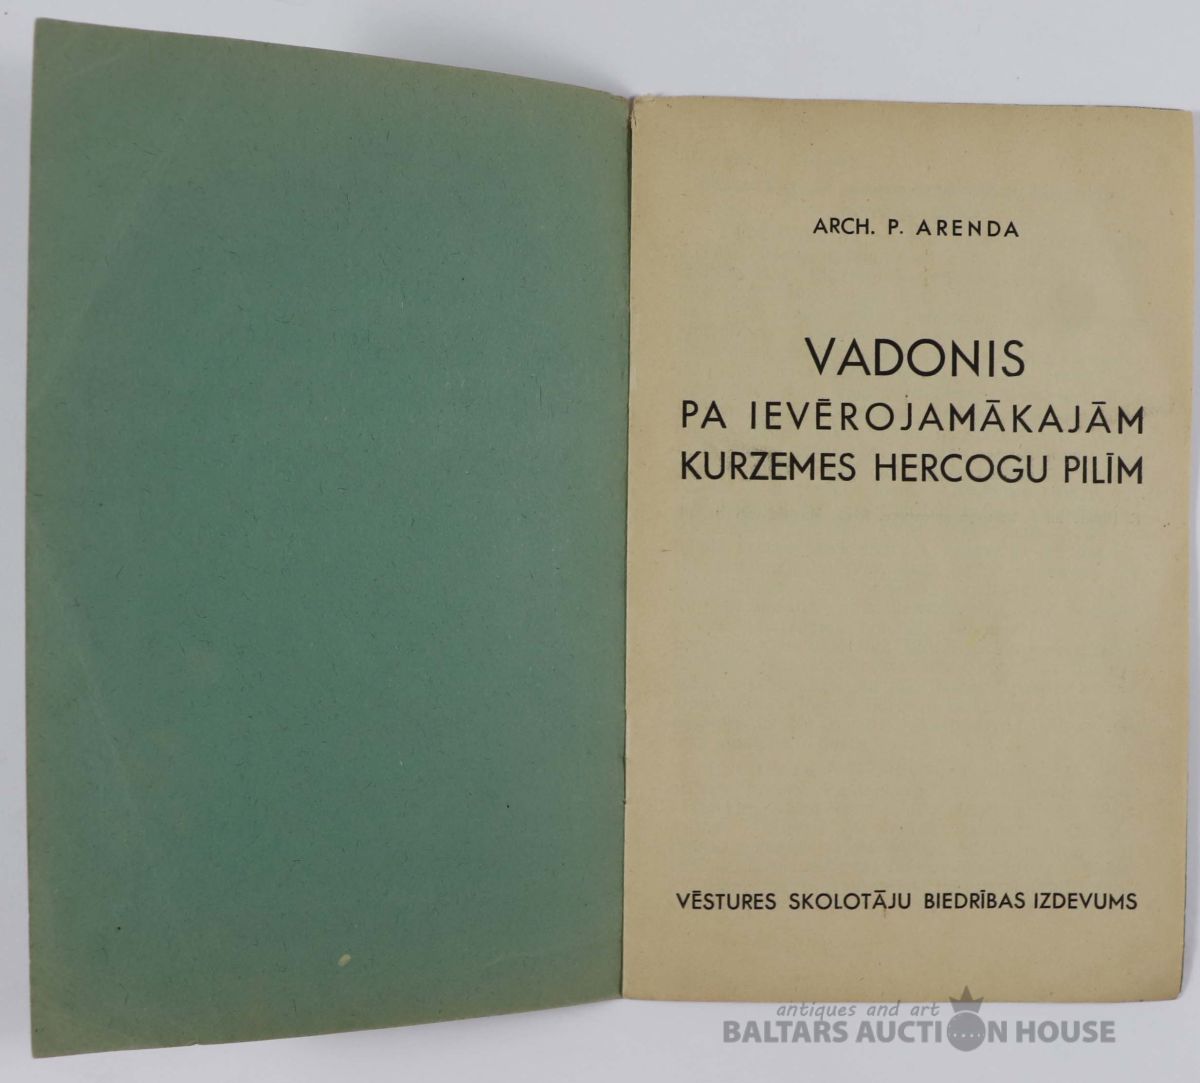 ARCH. P. ARENDA
VADONIS
PA IEVĒROJAMĀKAJĀM
KURZEMES HERCOGU PILĪM
VĒSTURES SKOLOTĀJU BIEDRĪBAS IZDEVUMS
antiques and art
BALTARS AUCTION HOUSE